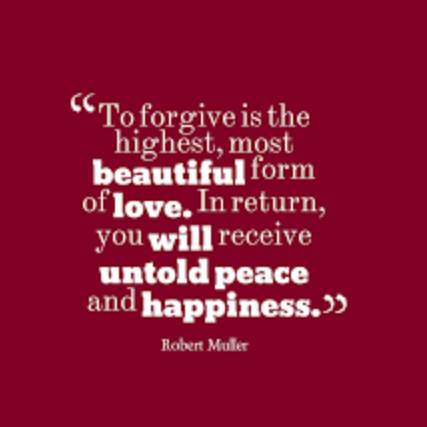 “To forgive is the
highest, most
beautiful form
of love. In return,
you will receive
untold peace
and happiness.”
Robert Muller